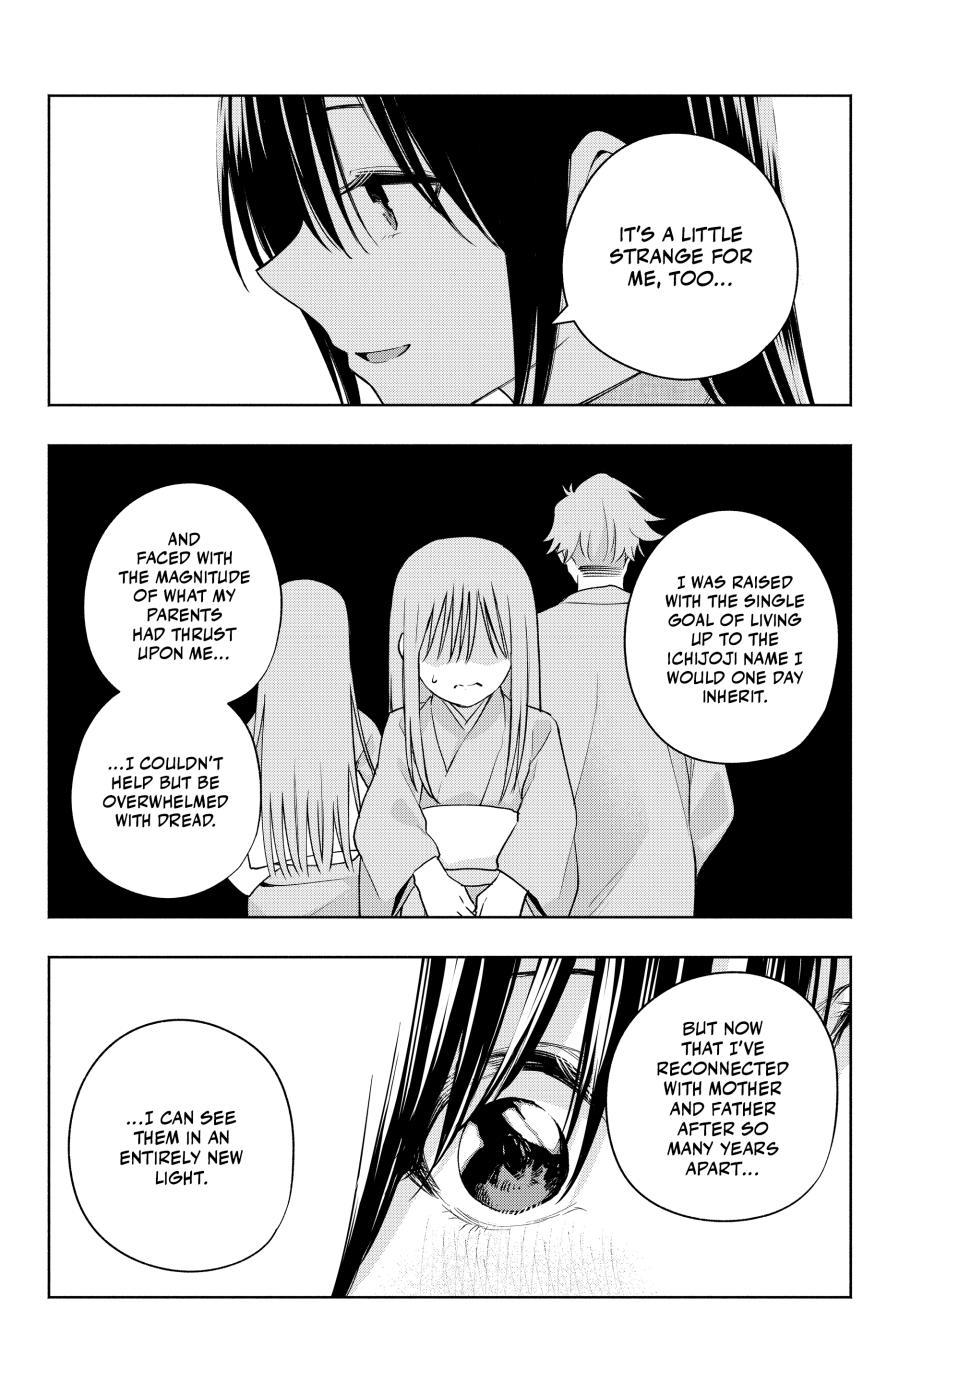 IT'S A LITTLE
STRANGE FOR
ME, TOO...
I WAS RAISED
WITH THE SINGLE
GOAL OF LIVING
UP TO THE
ICHIJOJI NAME I
WOULD ONE DAY
INHERIT.
AND
FACED WITH
THE MAGNITUDE
OF WHAT MY
PARENTS
HAD THRUST
UPON ME...
...I COULDN'T
HELP BUT BE
OVERWHELMED
WITH DREAD.
BUT NOW
THAT I'VE
RECONNECTED
WITH MOTHER
AND FATHER
AFTER SO
MANY YEARS
APART...
...I CAN SEE
THEM IN AN
ENTIRELY NEW
LIGHT.